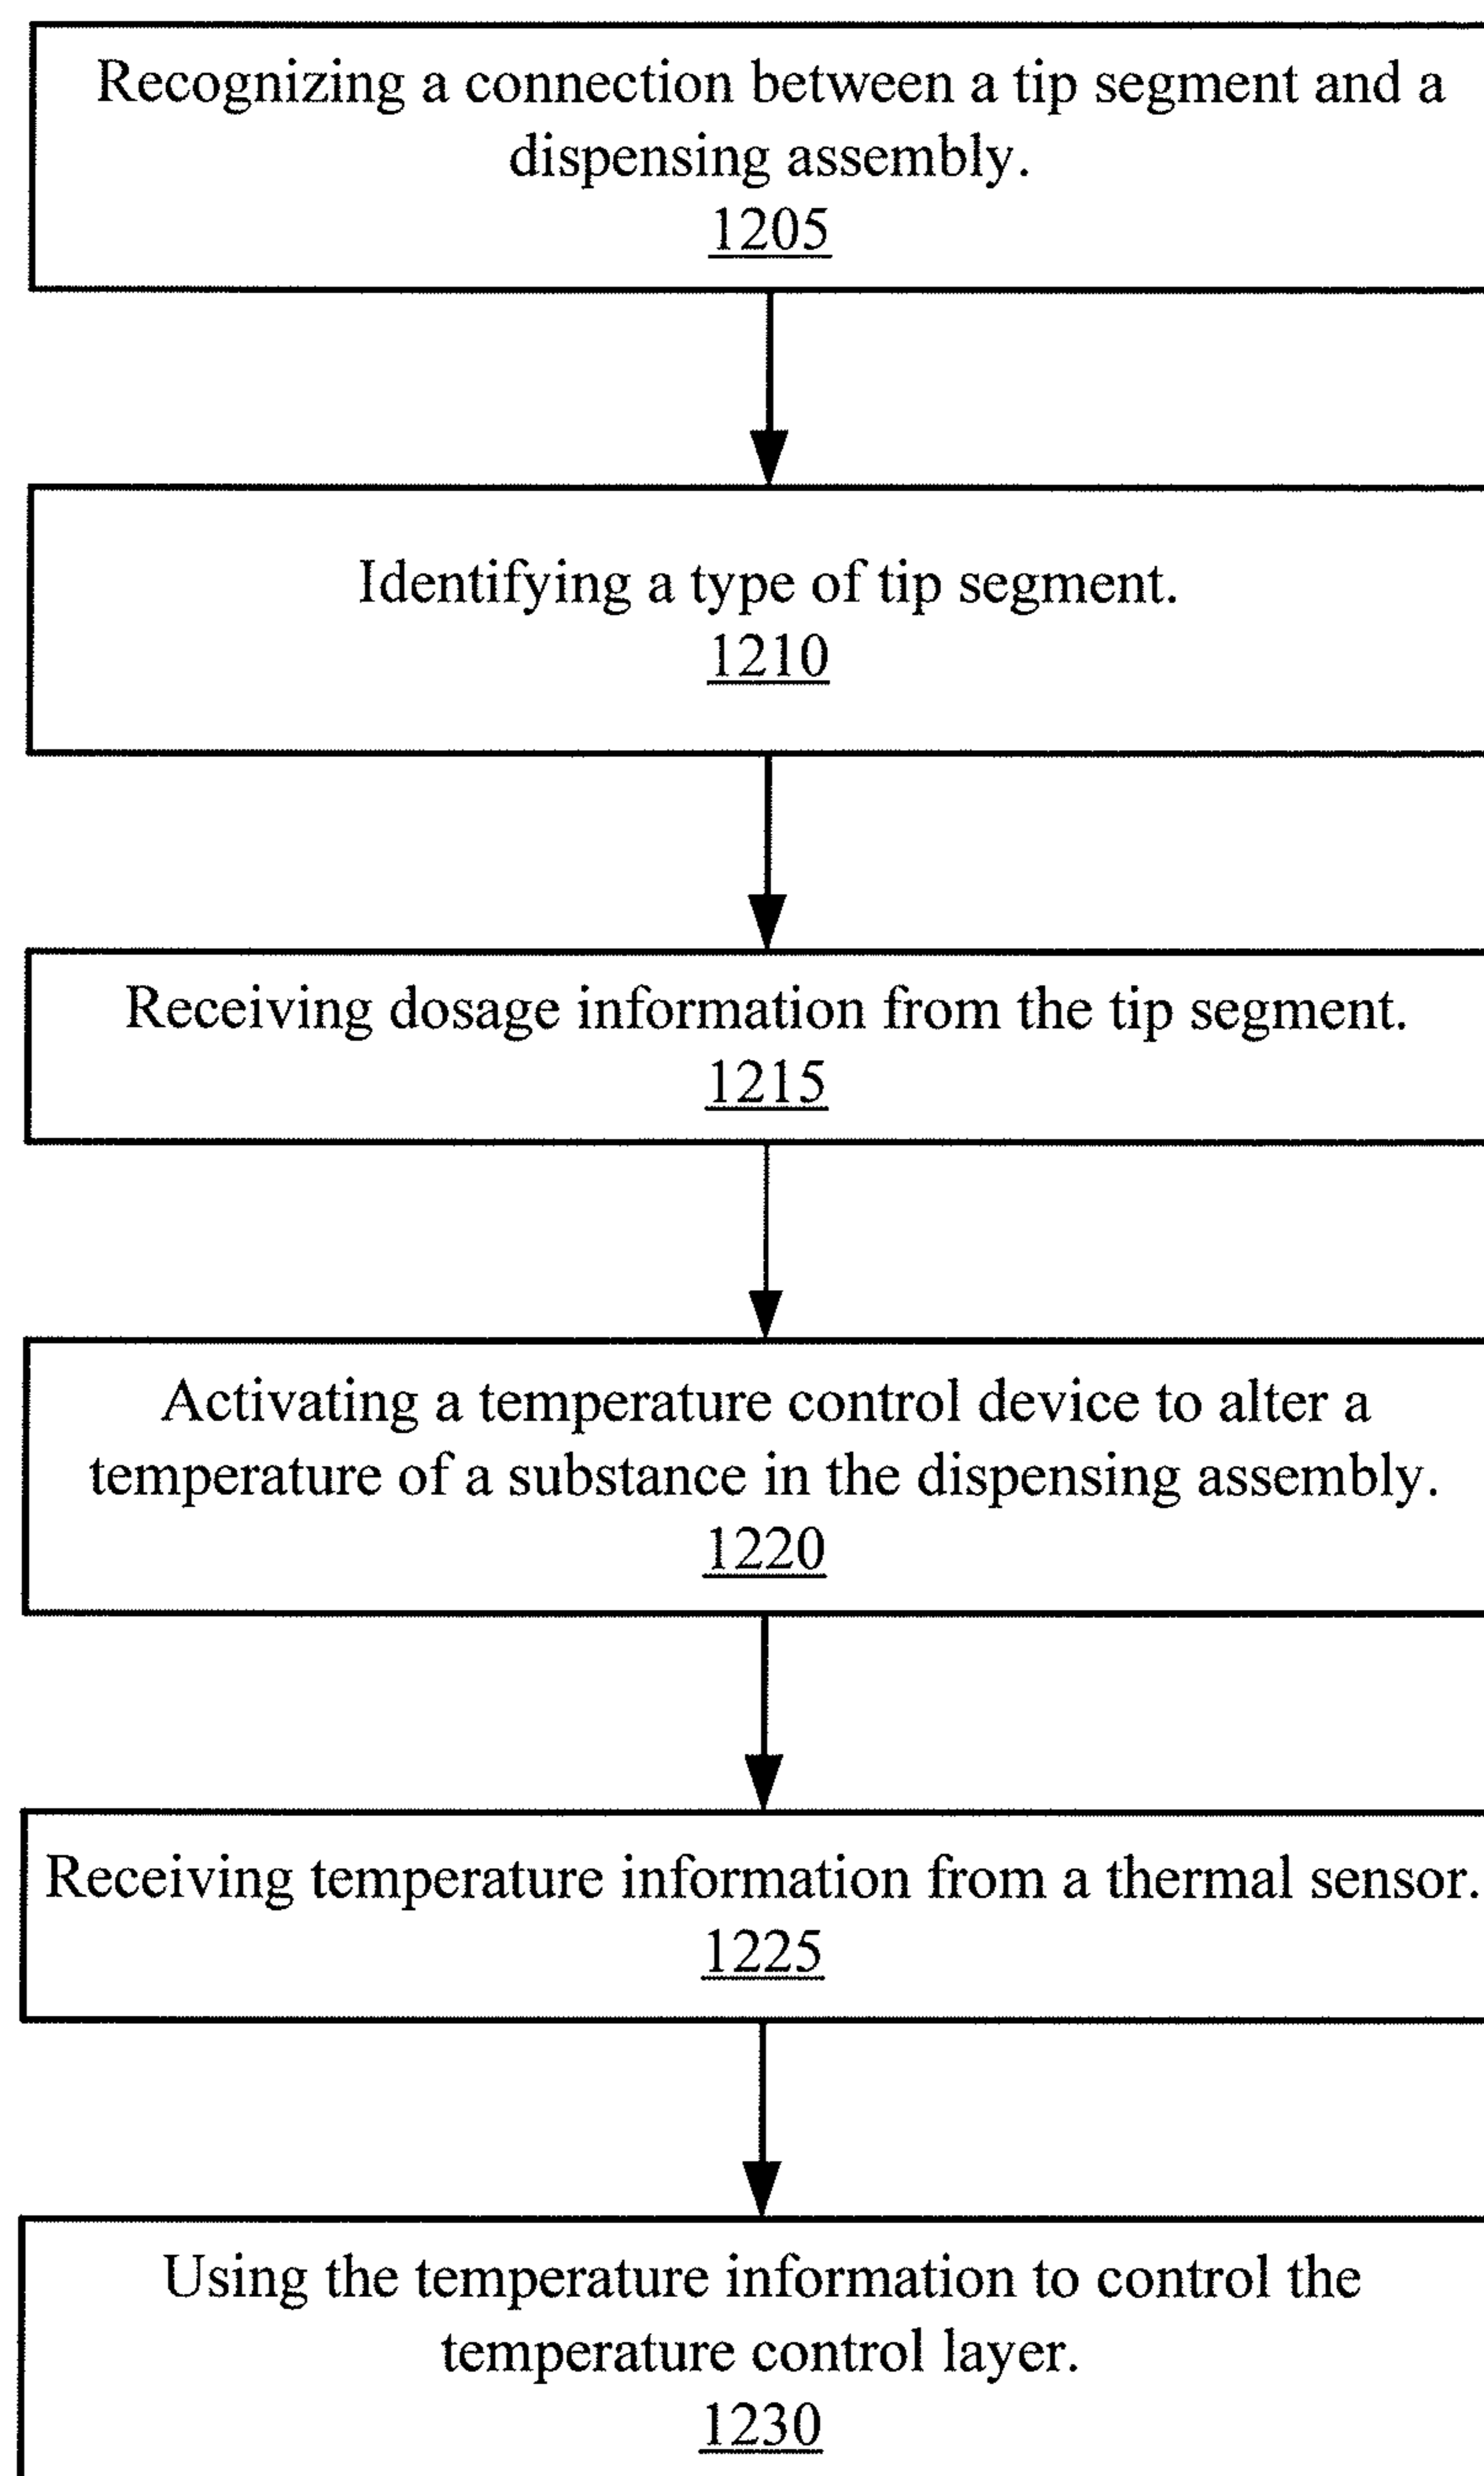 Recognizing a connection between a tip segment and a
dispensing assembly.
1205
Identifying a type of tip segment.
1210
Receiving dosage information from the tip segment.
1215
Activating a temperature control device to alter a
temperature of a substance in the dispensing assembly.
1220
Receiving temperature information from a thermal sensor.
1225
Using the temperature information to control the
temperature control layer.
1230